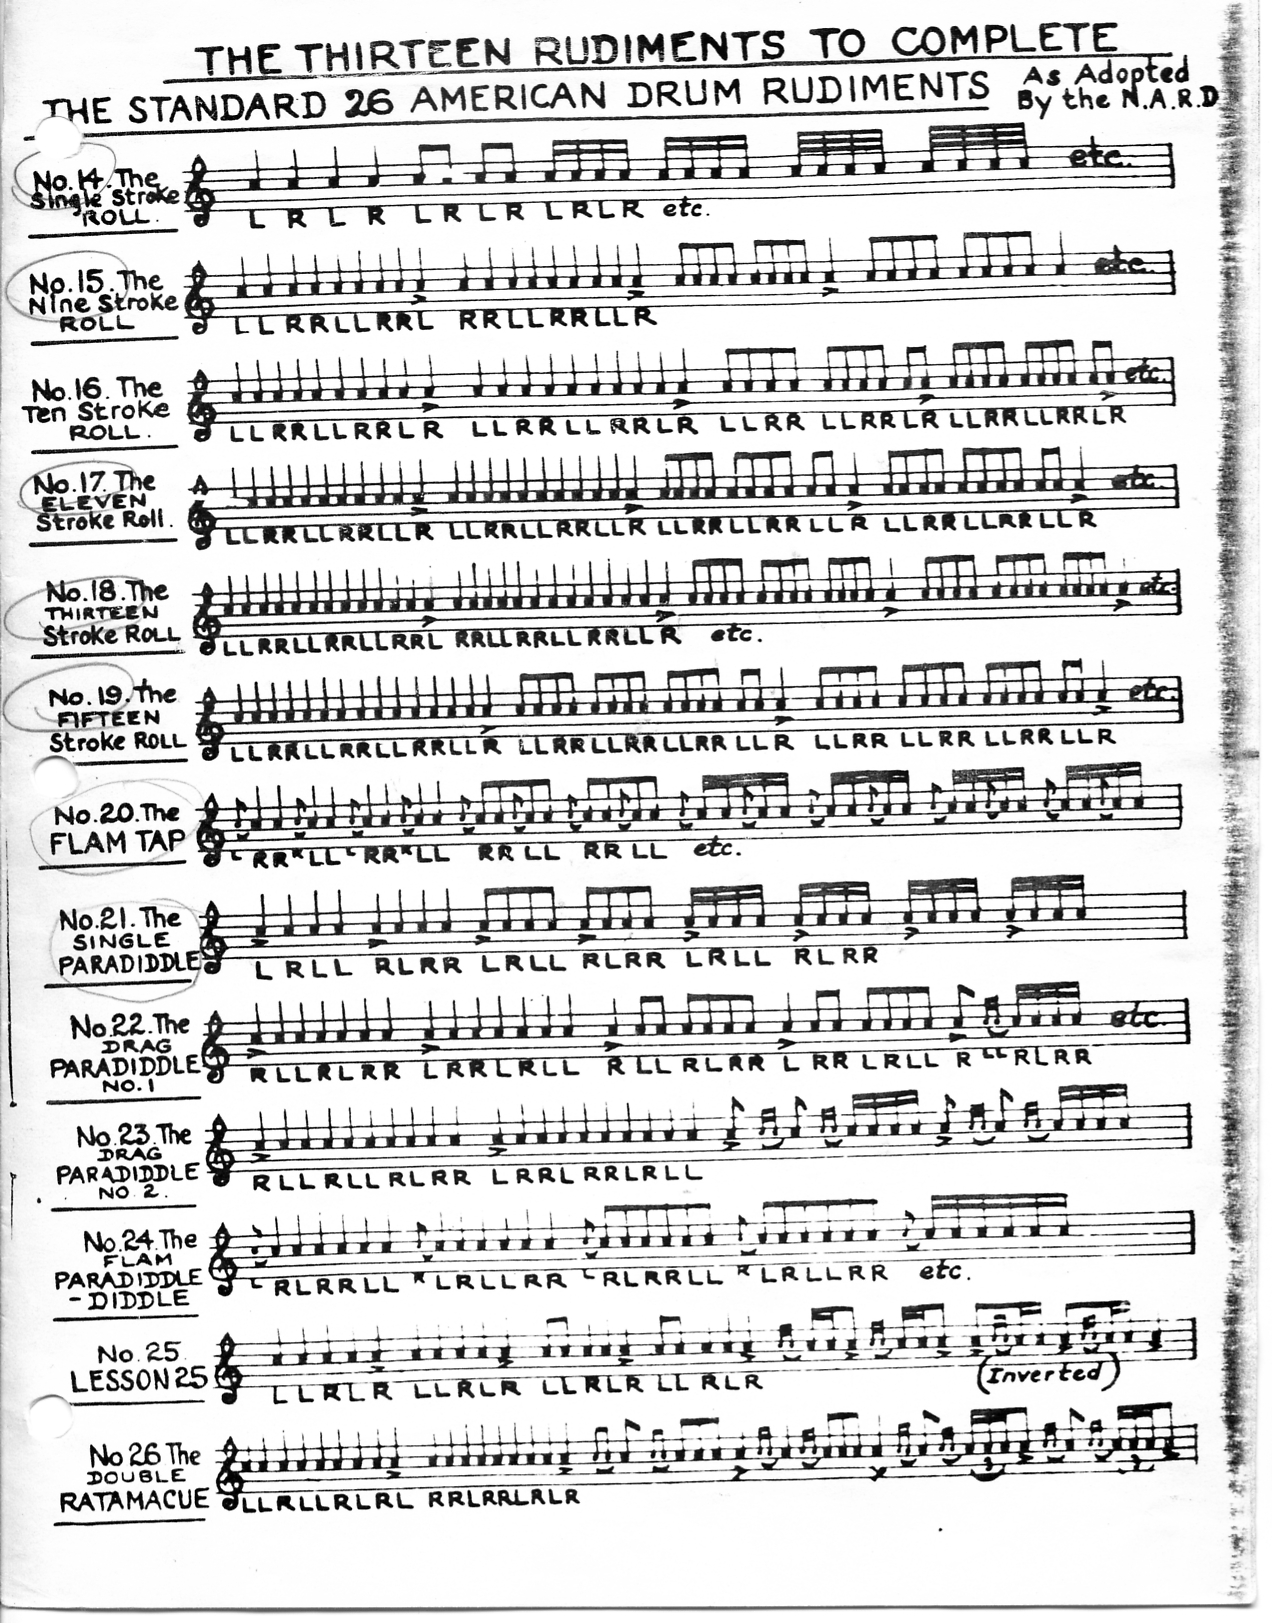 THE THIRTEEN RUDIMENTS TO COMPLETE
THE STANDARD 26 AMERICAN DRUM RUDIMENTS
As Adopted
By the N.A.R.D
No.14. The
Single Stroke
ROLL.
etc.
L R L R L R L R L R L R etc.
No.15. The
Nine Stroke
ROLL
etc.
L L R R L L R R L R R L L R R L L R
No.16. The
Ten Stroke
ROLL.
etc.
L L R R L L R R L R L L R R L L R R L R L L R R L L R R L R L L R R L L R R L R
No.17. The
ELEVEN
Stroke Roll.
etc.
L L R R L L R R L L R L L R R L L R R L L R L L R R L L R R L L R L L R R L L R R L L R
No.18. The
THIRTEEN
Stroke ROLL
etc.
L L R R L L R R L L R R L R R L L R R L L R R L L R etc.
No.19. The
FIFTEEN
Stroke ROLL
etc.
L L R R L L R R L L R R L L R L L R R L L R R L L R R L L R L L R R L L R R L L R R L L R
No.20. The
FLAM TAP
L R R R L L L R R R L L R R L L R R L L etc.
No.21. The
SINGLE
PARADIDDLE
L R L L R L R R L R L L R L R R L R L L R L R R
No.22. The
DRAG
PARADIDDLE
NO.1
etc.
R L L R L R R L R R L R L L R L L R L R R L R R L R L L R L L R L R R
No.23. The
DRAG
PARADIDDLE
NO 2.
R L L R L L R L R R L R R L R R L R L L
No.24. The
FLAM
PARADIDDLE
- DIDDLE
L R L R R L L R L R L L R R L R L R R L L R L R L L R R etc.
No. 25
LESSON 25
L L R L R L L R L R L L R L R L L R L R
(Inverted)
No 26 The
DOUBLE
RATAMACUE
L L R L L R L R L R R L R R L R L R